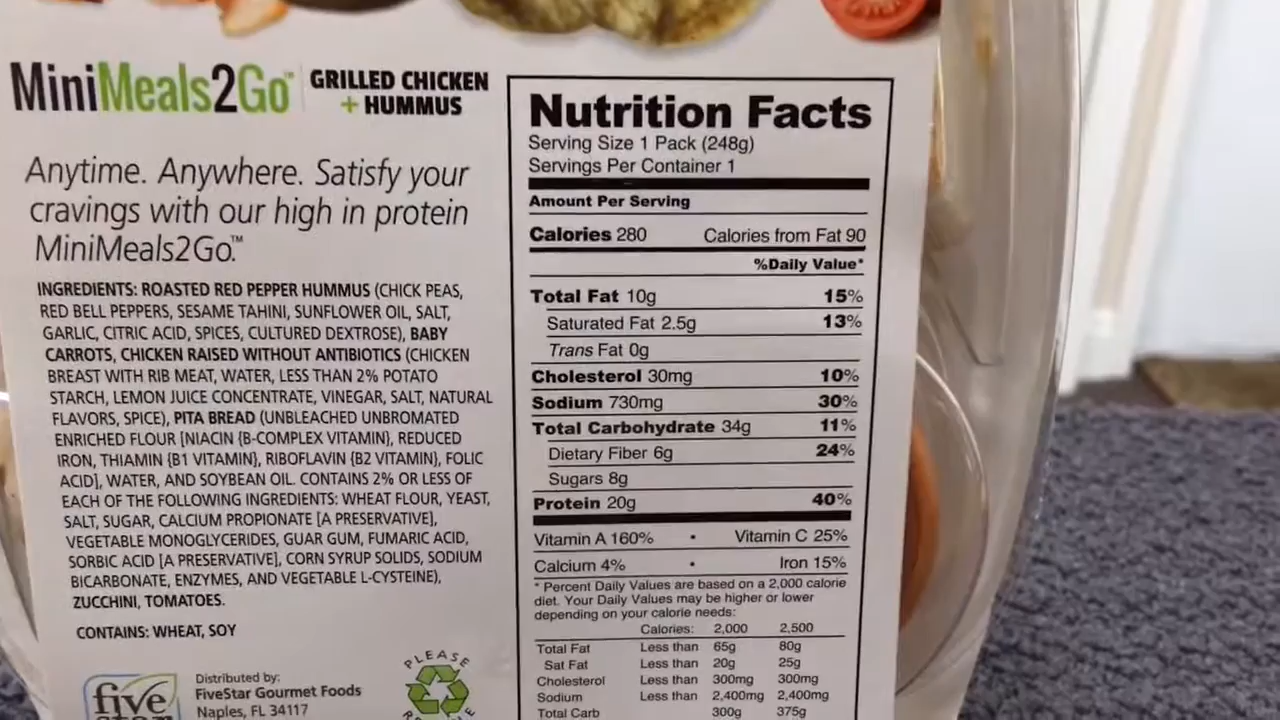 MiniMeals2Go™
GRILLED CHICKEN
+ HUMMUS
Anytime. Anywhere. Satisfy your
cravings with our high in protein
MiniMeals2Go.™
INGREDIENTS: ROASTED RED PEPPER HUMMUS (CHICK PEAS,
RED BELL PEPPERS, SESAME TAHINI, SUNFLOWER OIL, SALT,
GARLIC, CITRIC ACID, SPICES, CULTURED DEXTROSE), BABY
CARROTS, CHICKEN RAISED WITHOUT ANTIBIOTICS (CHICKEN
BREAST WITH RIB MEAT, WATER, LESS THAN 2% POTATO
STARCH, LEMON JUICE CONCENTRATE, VINEGAR, SALT, NATURAL
FLAVORS, SPICE), PITA BREAD (UNBLEACHED UNBROMATED
ENRICHED FLOUR [NIACIN {B-COMPLEX VITAMIN}, REDUCED
IRON, THIAMIN {B1 VITAMIN}, RIBOFLAVIN {B2 VITAMIN}, FOLIC
ACID], WATER, AND SOYBEAN OIL. CONTAINS 2% OR LESS OF
EACH OF THE FOLLOWING INGREDIENTS: WHEAT FLOUR, YEAST,
SALT, SUGAR, CALCIUM PROPIONATE [A PRESERVATIVE],
VEGETABLE MONOGLYCERIDES, GUAR GUM, FUMARIC ACID,
SORBIC ACID [A PRESERVATIVE], CORN SYRUP SOLIDS, SODIUM
BICARBONATE, ENZYMES, AND VEGETABLE L-CYSTEINE),
ZUCCHINI, TOMATOES.
CONTAINS: WHEAT, SOY
five
star
Distributed by:
FiveStar Gourmet Foods
Naples, FL 34117
PLEASE
Nutrition Facts
Serving Size 1 Pack (248g)
Servings Per Container 1
Amount Per Serving
Calories 280 Calories from Fat 90
%Daily Value*
Total Fat 10g 15%
Saturated Fat 2.5g 13%
Trans Fat 0g
Cholesterol 30mg 10%
Sodium 730mg 30%
Total Carbohydrate 34g 11%
Dietary Fiber 6g 24%
Sugars 8g
Protein 20g 40%
Vitamin A 160% • Vitamin C 25%
Calcium 4% • Iron 15%
* Percent Daily Values are based on a 2,000 calorie
diet. Your Daily Values may be higher or lower
depending on your calorie needs:
Calories: 2,000 2,500
Total Fat Less than 65g 80g
Sat Fat Less than 20g 25g
Cholesterol Less than 300mg 300mg
Sodium Less than 2,400mg 2,400mg
Total Carb 300g 375g